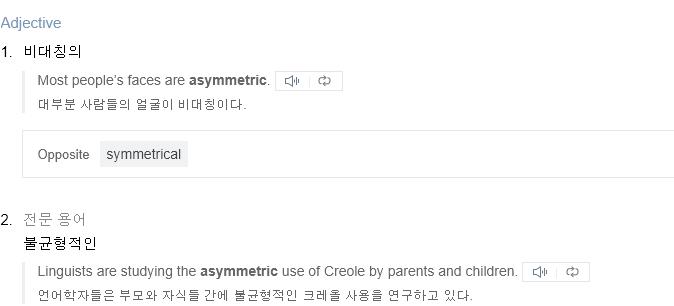 Adjective
1. 비대칭의
Most people's faces are asymmetric.
대부분 사람들의 얼굴이 비대칭이다.
Opposite symmetrical
2. 전문 용어
불균형적인
Linguists are studying the asymmetric use of Creole by parents and children.
언어학자들은 부모와 자식들 간에 불균형적인 크레올 사용을 연구하고 있다.